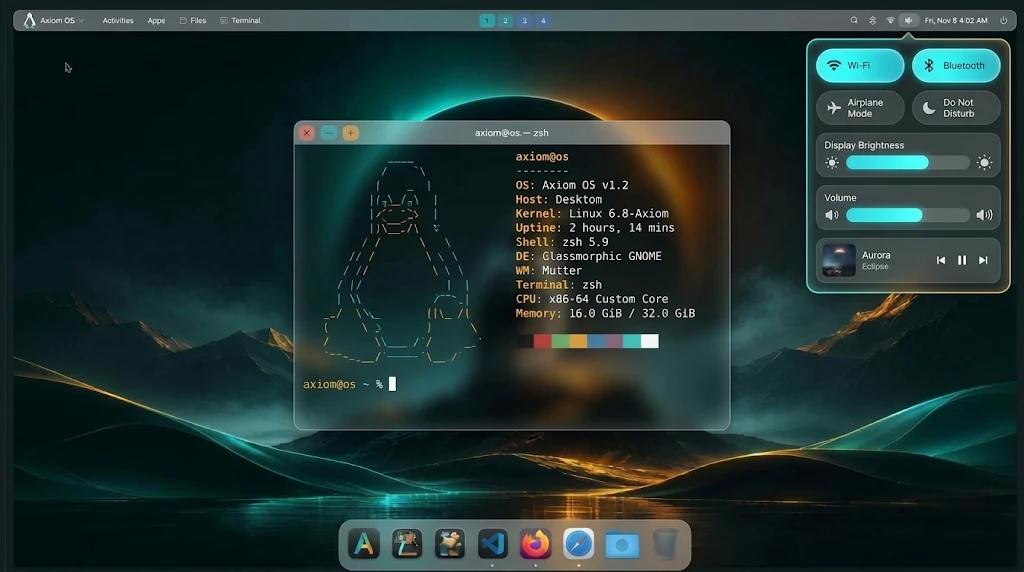 Axiom OS
Activities
Apps
Files
Terminal
1 2 3 4
Fri, Nov 8 4:02 AM
Wi-Fi
Bluetooth
Airplane
Mode
Do Not
Disturb
Display Brightness
Volume
Aurora
Eclipse
axiom@os.— zsh
axiom@os
--------
OS: Axiom OS v1.2
Host: Desktom
Kernel: Linux 6.8-Axiom
Uptine: 2 hours, 14 mins
Shell: zsh 5.9
DE: Glassmorphic GNOME
WM: Mutter
Terminal: zsh
CPU: x86-64 Custom Core
Memory: 16.0 GiB / 32.0 GiB
axiom@os ~ %